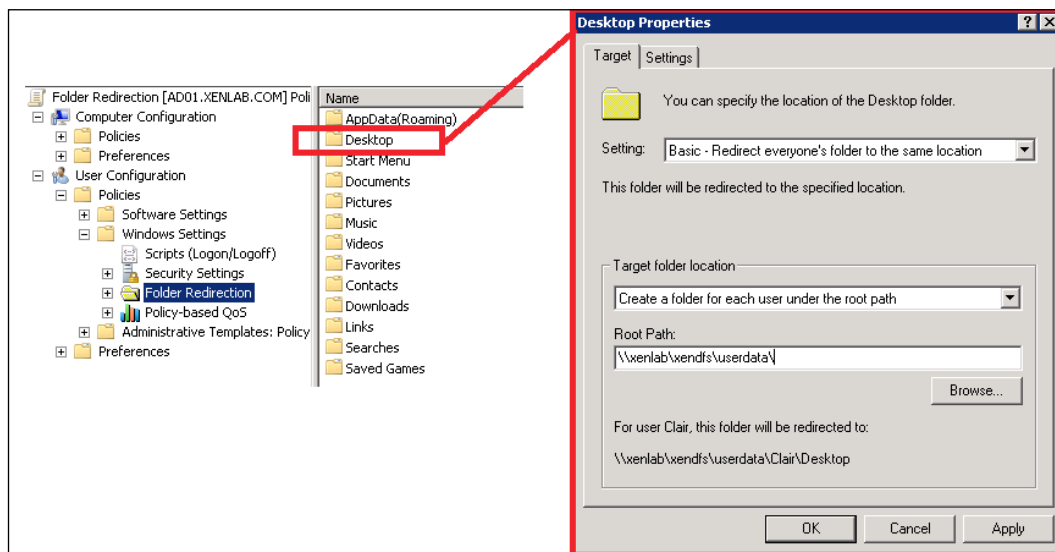 Folder Redirection [AD01.XENLAB.COM] Poli
Computer Configuration
Policies
Preferences
User Configuration
Policies
Software Settings
Windows Settings
Scripts (Logon/Logoff)
Security Settings
Folder Redirection
Policy-based QoS
Administrative Templates: Policy
Preferences
Name
AppData(Roaming)
Desktop
Start Menu
Documents
Pictures
Music
Videos
Favorites
Contacts
Downloads
Links
Searches
Saved Games
Desktop Properties
Target Settings
You can specify the location of the Desktop folder.
Setting: Basic - Redirect everyone's folder to the same location
This folder will be redirected to the specified location.
Target folder location
Create a folder for each user under the root path
Root Path:
\\xenlab\xendfs\userdata\
Browse...
For user Clair, this folder will be redirected to:
\\xenlab\xendfs\userdata\Clair\Desktop
OK Cancel Apply